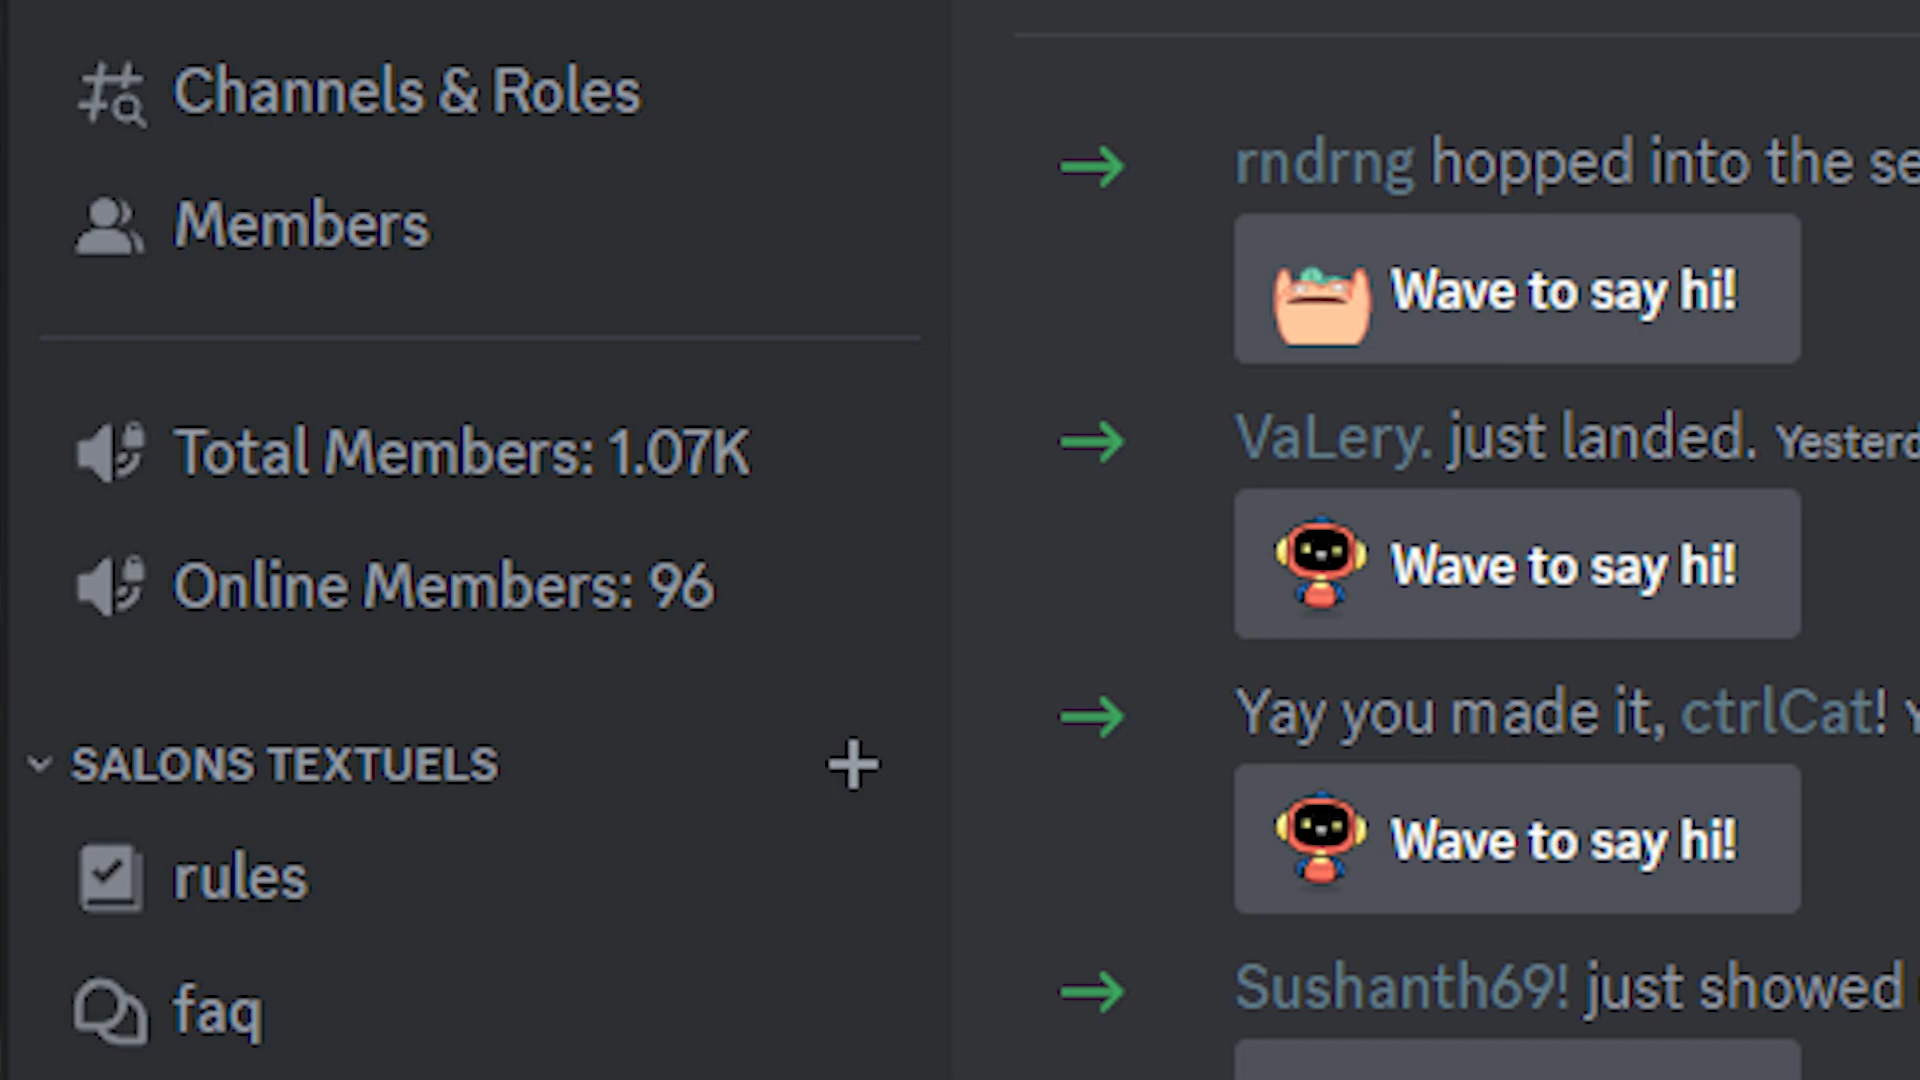 Channels & Roles
Members
Total Members: 1.07K
Online Members: 96
SALONS TEXTUELS
rules
faq
rndrng hopped into the se
Wave to say hi!
VaLery. just landed. Yesterd
Wave to say hi!
Yay you made it, ctrlCat! Y
Wave to say hi!
Sushanth69! just showed